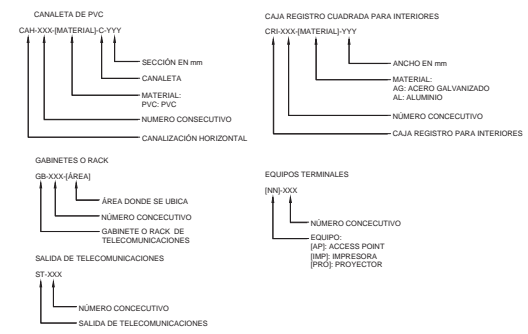 CANALETA DE PVC
CAH-XXX-[MATERIAL]-C-YYY
SECCIÓN EN mm
CANALETA
MATERIAL:
PVC: PVC
NUMERO CONSECUTIVO
CANALIZACIÓN HORIZONTAL
CAJA REGISTRO CUADRADA PARA INTERIORES
CRI-XXX-[MATERIAL]-YYY
ANCHO EN mm
MATERIAL:
AG: ACERO GALVANIZADO
AL: ALUMINIO
NÚMERO CONCECUTIVO
CAJA REGISTRO PARA INTERIORES
GABINETES O RACK
GB-XXX-[ÁREA]
ÁREA DONDE SE UBICA
NÚMERO CONCECUTIVO
GABINETE O RACK DE
TELECOMUNICACIONES
EQUIPOS TERMINALES
[NN]-XXX
NÚMERO CONCECUTIVO
EQUIPO:
[AP]: ACCESS POINT
[IMP]: IMPRESORA
[PRO]: PROYECTOR
SALIDA DE TELECOMUNICACIONES
ST-XXX
NÚMERO CONCECUTIVO
SALIDA DE TELECOMUNICACIONES